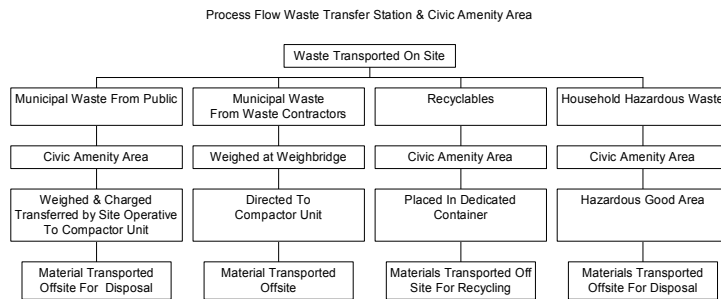 Process Flow Waste Transfer Station & Civic Amenity Area
Waste Transported On Site
Municipal Waste From Public
Municipal Waste
From Waste Contractors
Recyclables
Household Hazardous Waste
Civic Amenity Area
Weighed at Weighbridge
Civic Amenity Area
Civic Amenity Area
Weighed & Charged
Transferred by Site Operative
To Compactor Unit
Directed To
Compactor Unit
Placed In Dedicated
Container
Hazardous Good Area
Material Transported
Offsite For Disposal
Material Transported
Offsite
Materials Transported Off
Site For Recycling
Materials Transported
Offsite For Disposal